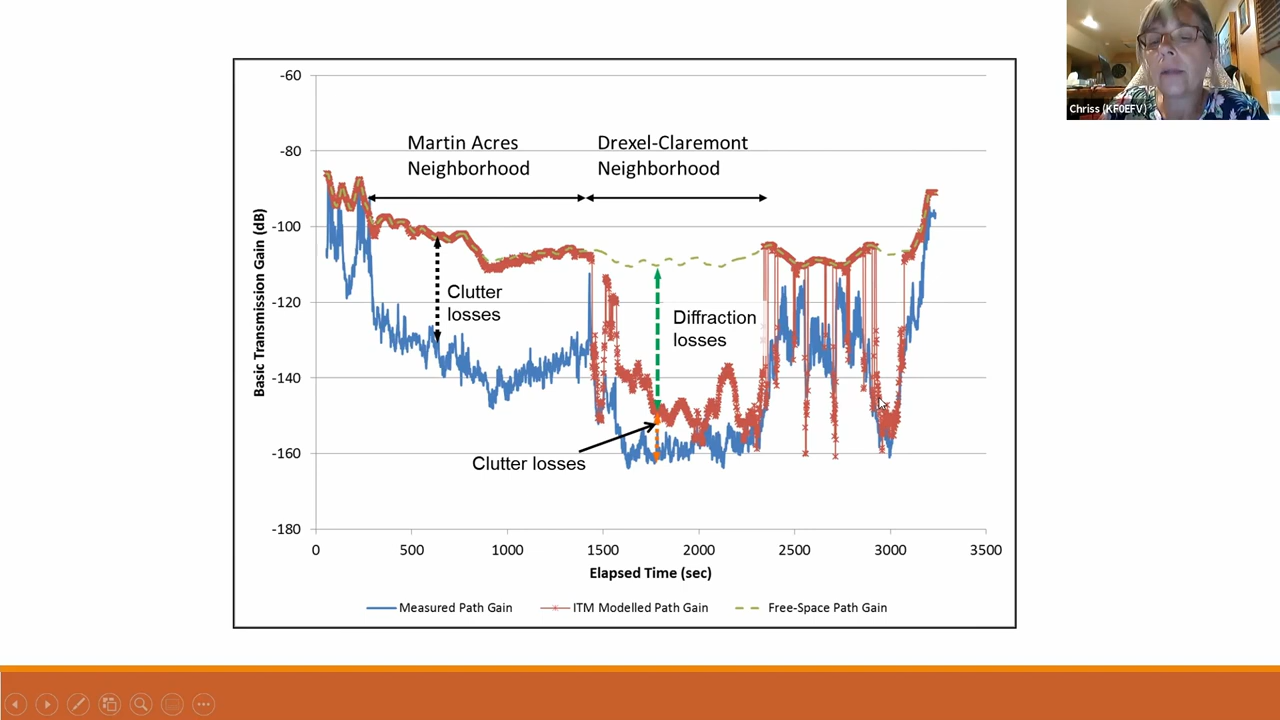 Chriss (KF0EFV)
-60
-80
-100
-120
-140
-160
-180
Basic Transmission Gain (dB)
Martin Acres
Neighborhood
Drexel-Claremont
Neighborhood
Clutter
losses
Diffraction
losses
Clutter losses
0
500
1000
1500
2000
2500
3000
3500
Elapsed Time (sec)
Measured Path Gain
ITM Modelled Path Gain
Free-Space Path Gain